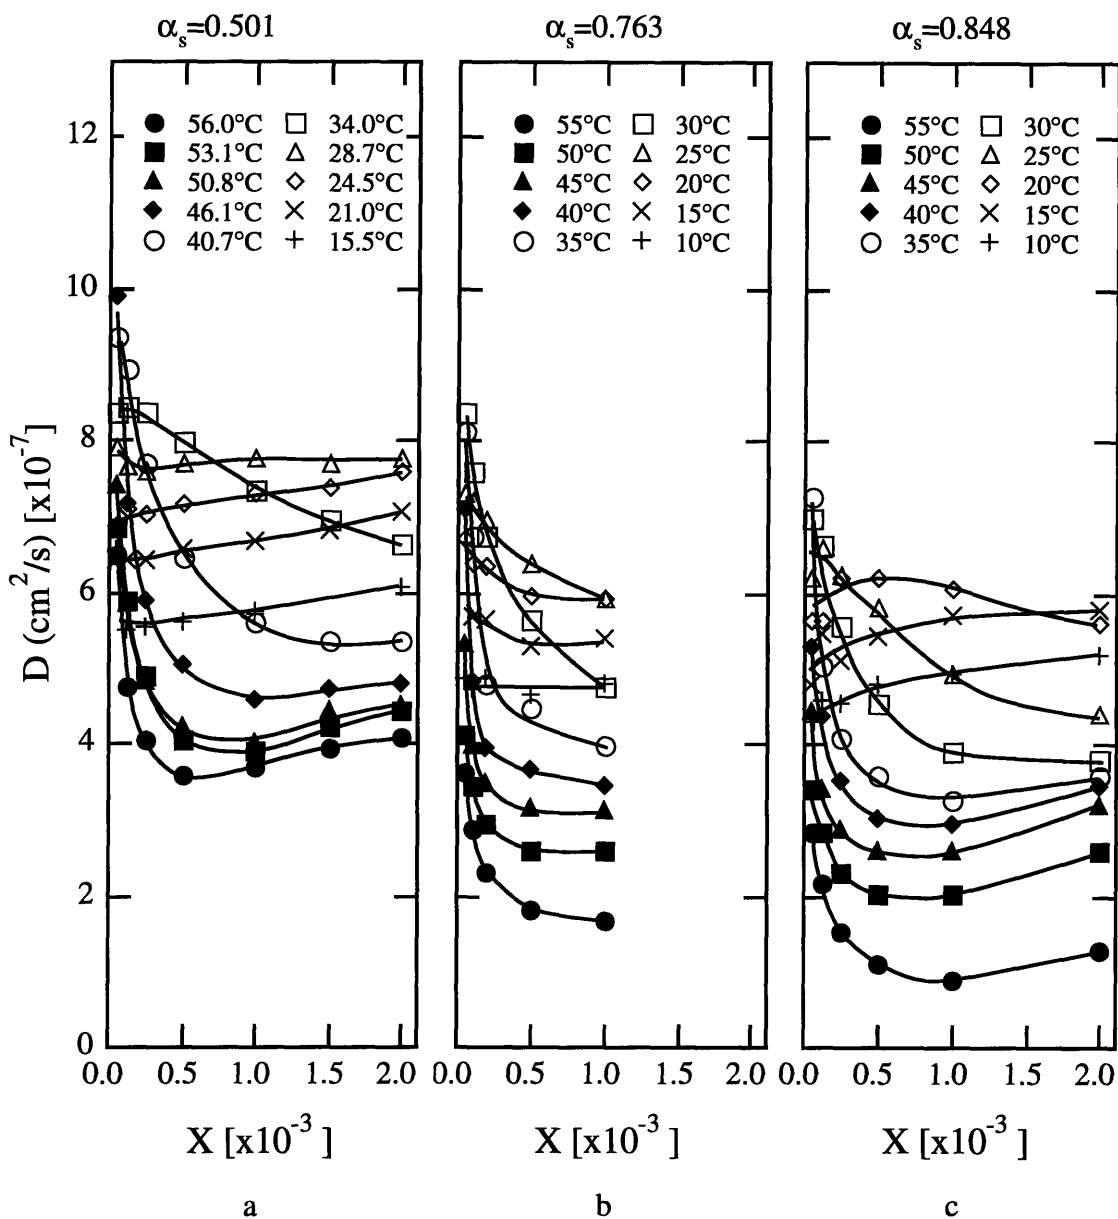 αs=0.501 αs=0.763 αs=0.848
12
10
8
6
4
2
0
D (cm²/s) [x10⁻⁷]
56.0°C 34.0°C
53.1°C 28.7°C
50.8°C 24.5°C
46.1°C 21.0°C
40.7°C 15.5°C
55°C 30°C
50°C 25°C
45°C 20°C
40°C 15°C
35°C 10°C
55°C 30°C
50°C 25°C
45°C 20°C
40°C 15°C
35°C 10°C
0.0 0.5 1.0 1.5 2.0
0.0 0.5 1.0 1.5 2.0
0.0 0.5 1.0 1.5 2.0
X [x10⁻³ ] X [x10⁻³ ] X [x10⁻³ ]
a b c